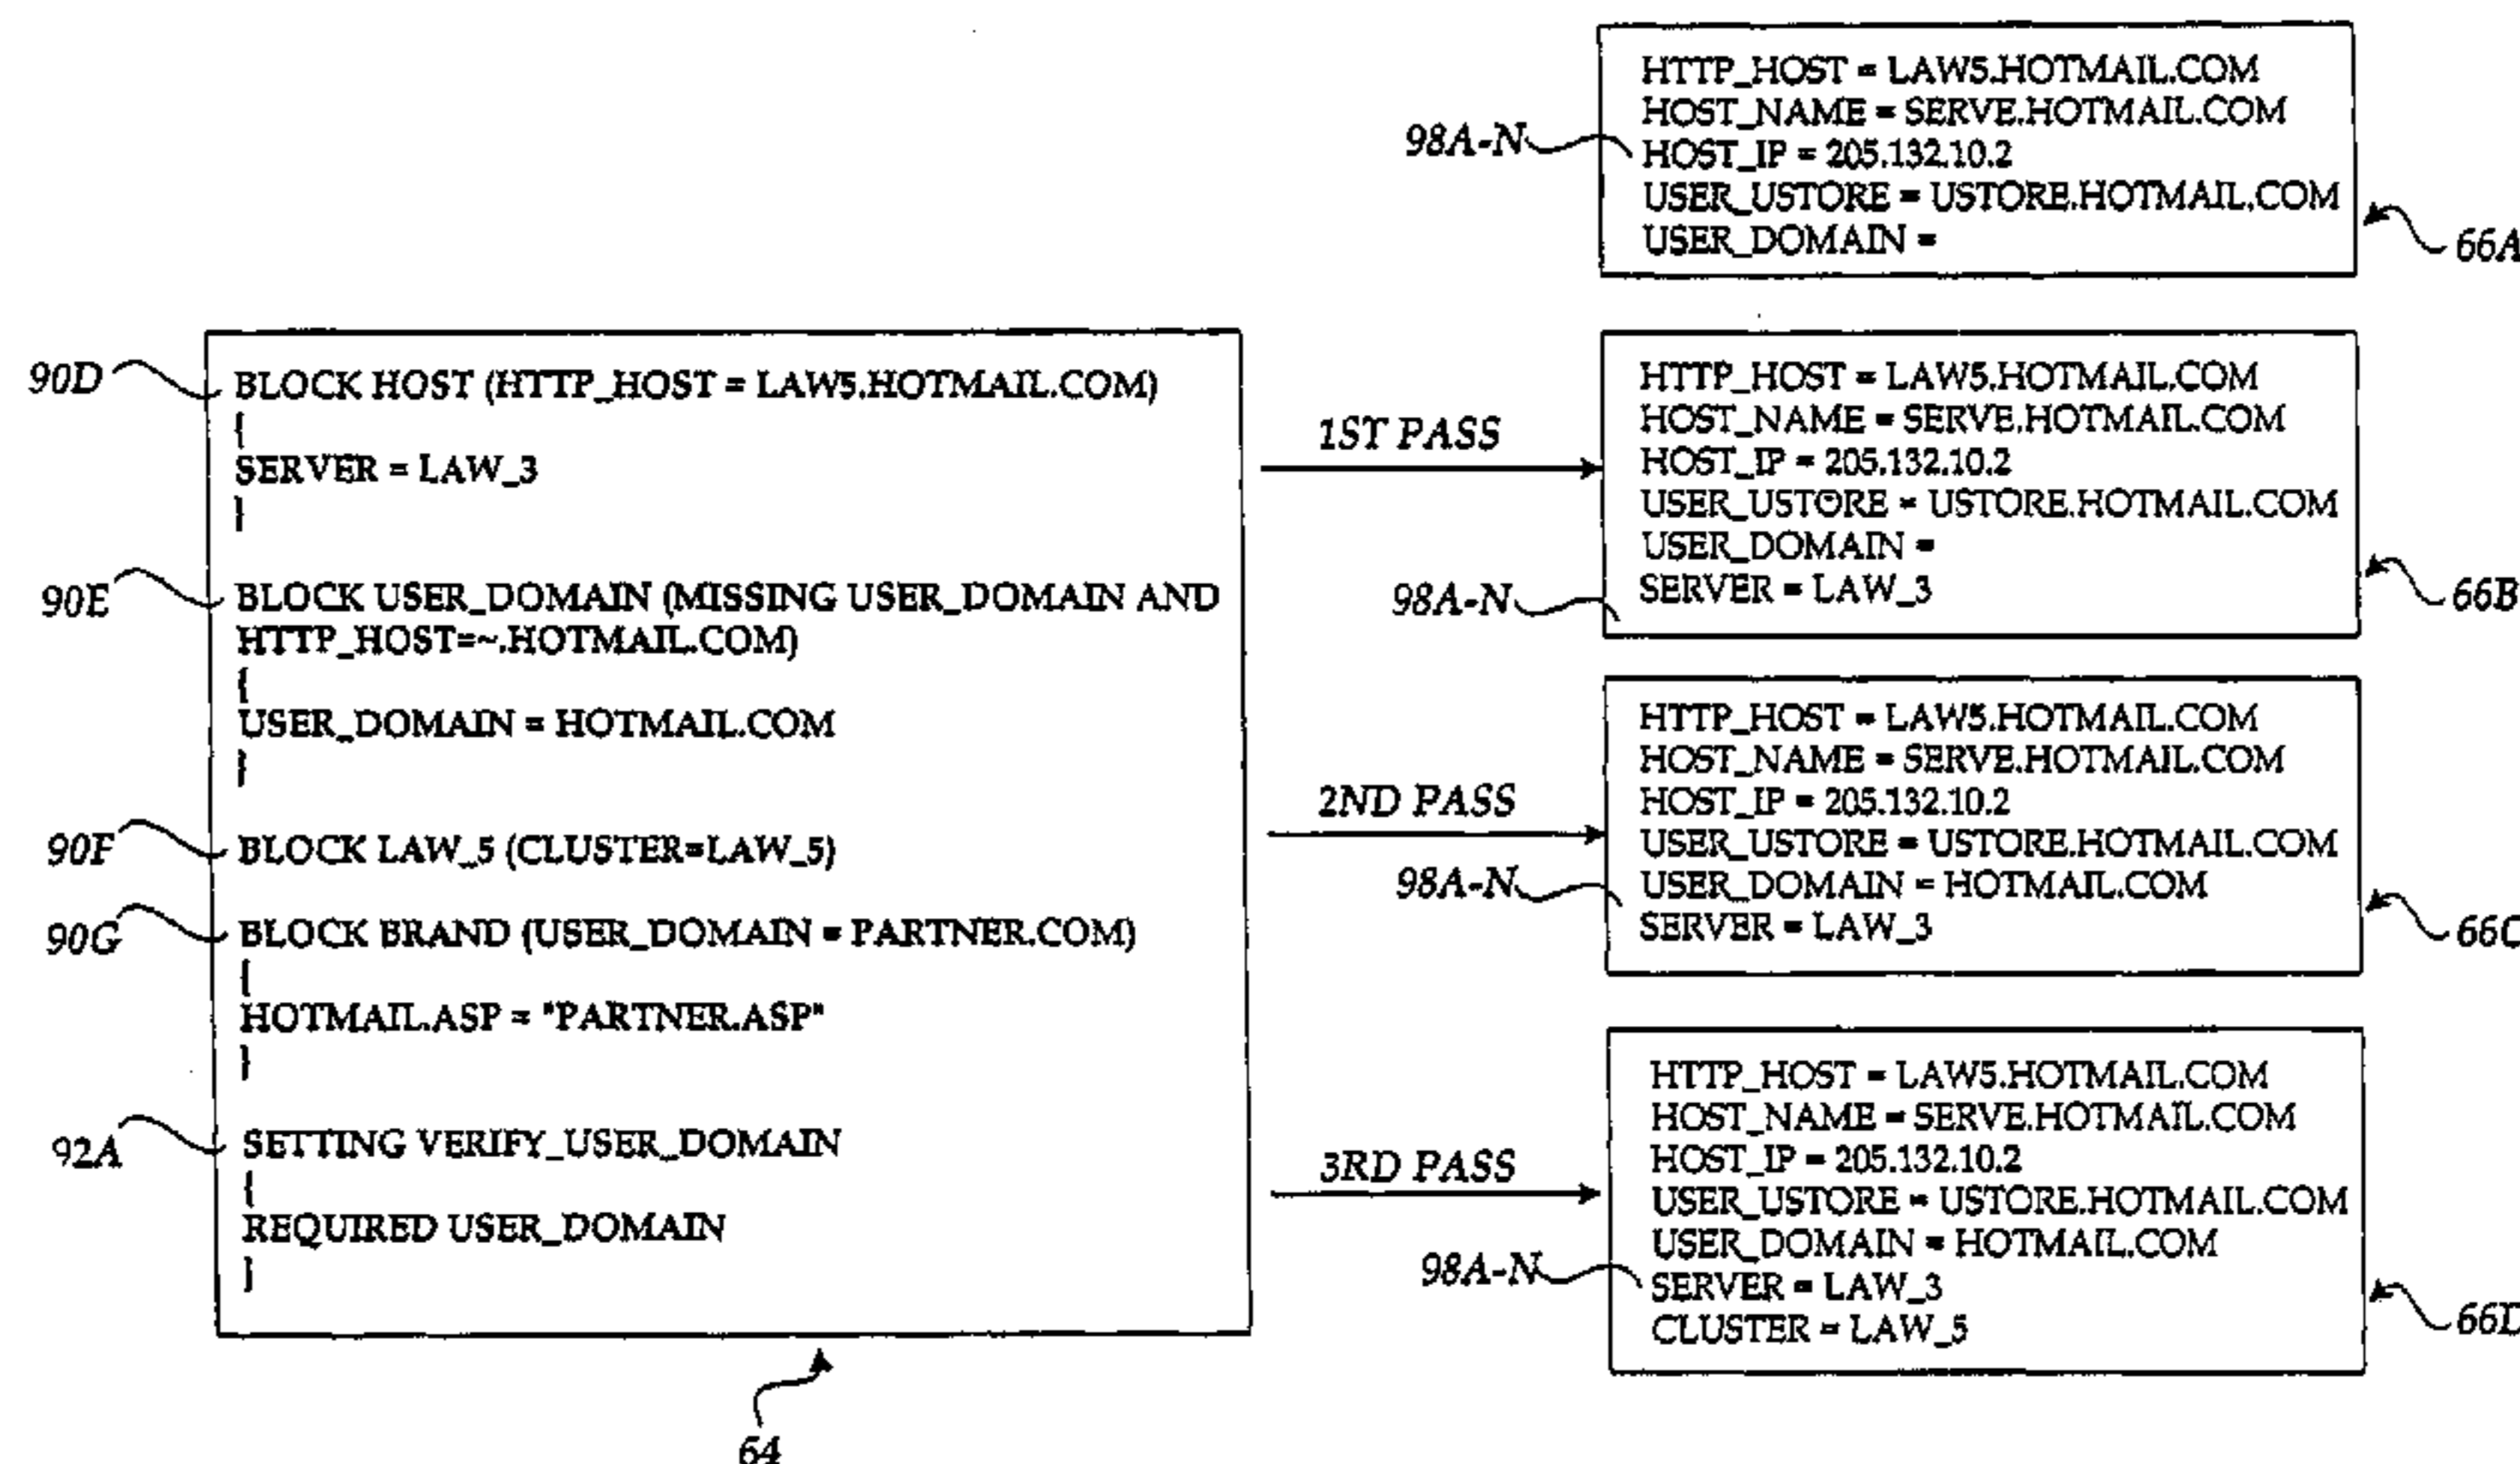 HTTP_HOST = LAW5.HOTMAIL.COM
HOST_NAME = SERVE.HOTMAIL.COM
98A-N
HOST_IP = 205.132.10.2
USER_USTORE = USTORE.HOTMAIL.COM
USER_DOMAIN =
66A
90D
BLOCK HOST (HTTP_HOST = LAW5.HOTMAIL.COM)
{
SERVER = LAW_3
}
90E
BLOCK USER_DOMAIN (MISSING USER_DOMAIN AND
HTTP_HOST=~.HOTMAIL.COM)
{
USER_DOMAIN = HOTMAIL.COM
}
90F
BLOCK LAW_5 (CLUSTER=LAW_5)
90G
BLOCK BRAND (USER_DOMAIN = PARTNER.COM)
{
HOTMAIL.ASP = "PARTNER.ASP"
}
92A
SETTING VERIFY_USER_DOMAIN
{
REQUIRED USER_DOMAIN
}
64
1ST PASS
HTTP_HOST = LAW5.HOTMAIL.COM
HOST_NAME = SERVE.HOTMAIL.COM
HOST_IP = 205.132.10.2
USER_USTORE = USTORE.HOTMAIL.COM
USER_DOMAIN =
98A-N
SERVER = LAW_3
66B
2ND PASS
HTTP_HOST = LAW5.HOTMAIL.COM
HOST_NAME = SERVE.HOTMAIL.COM
HOST_IP = 205.132.10.2
USER_USTORE = USTORE.HOTMAIL.COM
98A-N
USER_DOMAIN = HOTMAIL.COM
SERVER = LAW_3
66C
3RD PASS
HTTP_HOST = LAW5.HOTMAIL.COM
HOST_NAME = SERVE.HOTMAIL.COM
HOST_IP = 205.132.10.2
USER_USTORE = USTORE.HOTMAIL.COM
USER_DOMAIN = HOTMAIL.COM
98A-N
SERVER = LAW_3
CLUSTER = LAW_5
66D